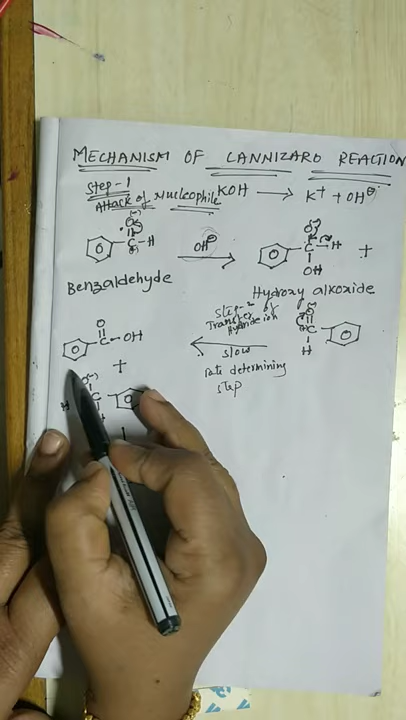 MECHANISM OF CANNIZARO REACTION
Step-1
Attack of Nucleophile KOH → K+ + OH⊖
O(-)
C-H
OH⊖
O(-)
C H +
OH
Benzaldehyde
Hydroxy alkoxide
Step-2
Transfer of
Hydride ion
slow
rate determining
step
O
C
H
O
C-OH
+
O(-)
H C